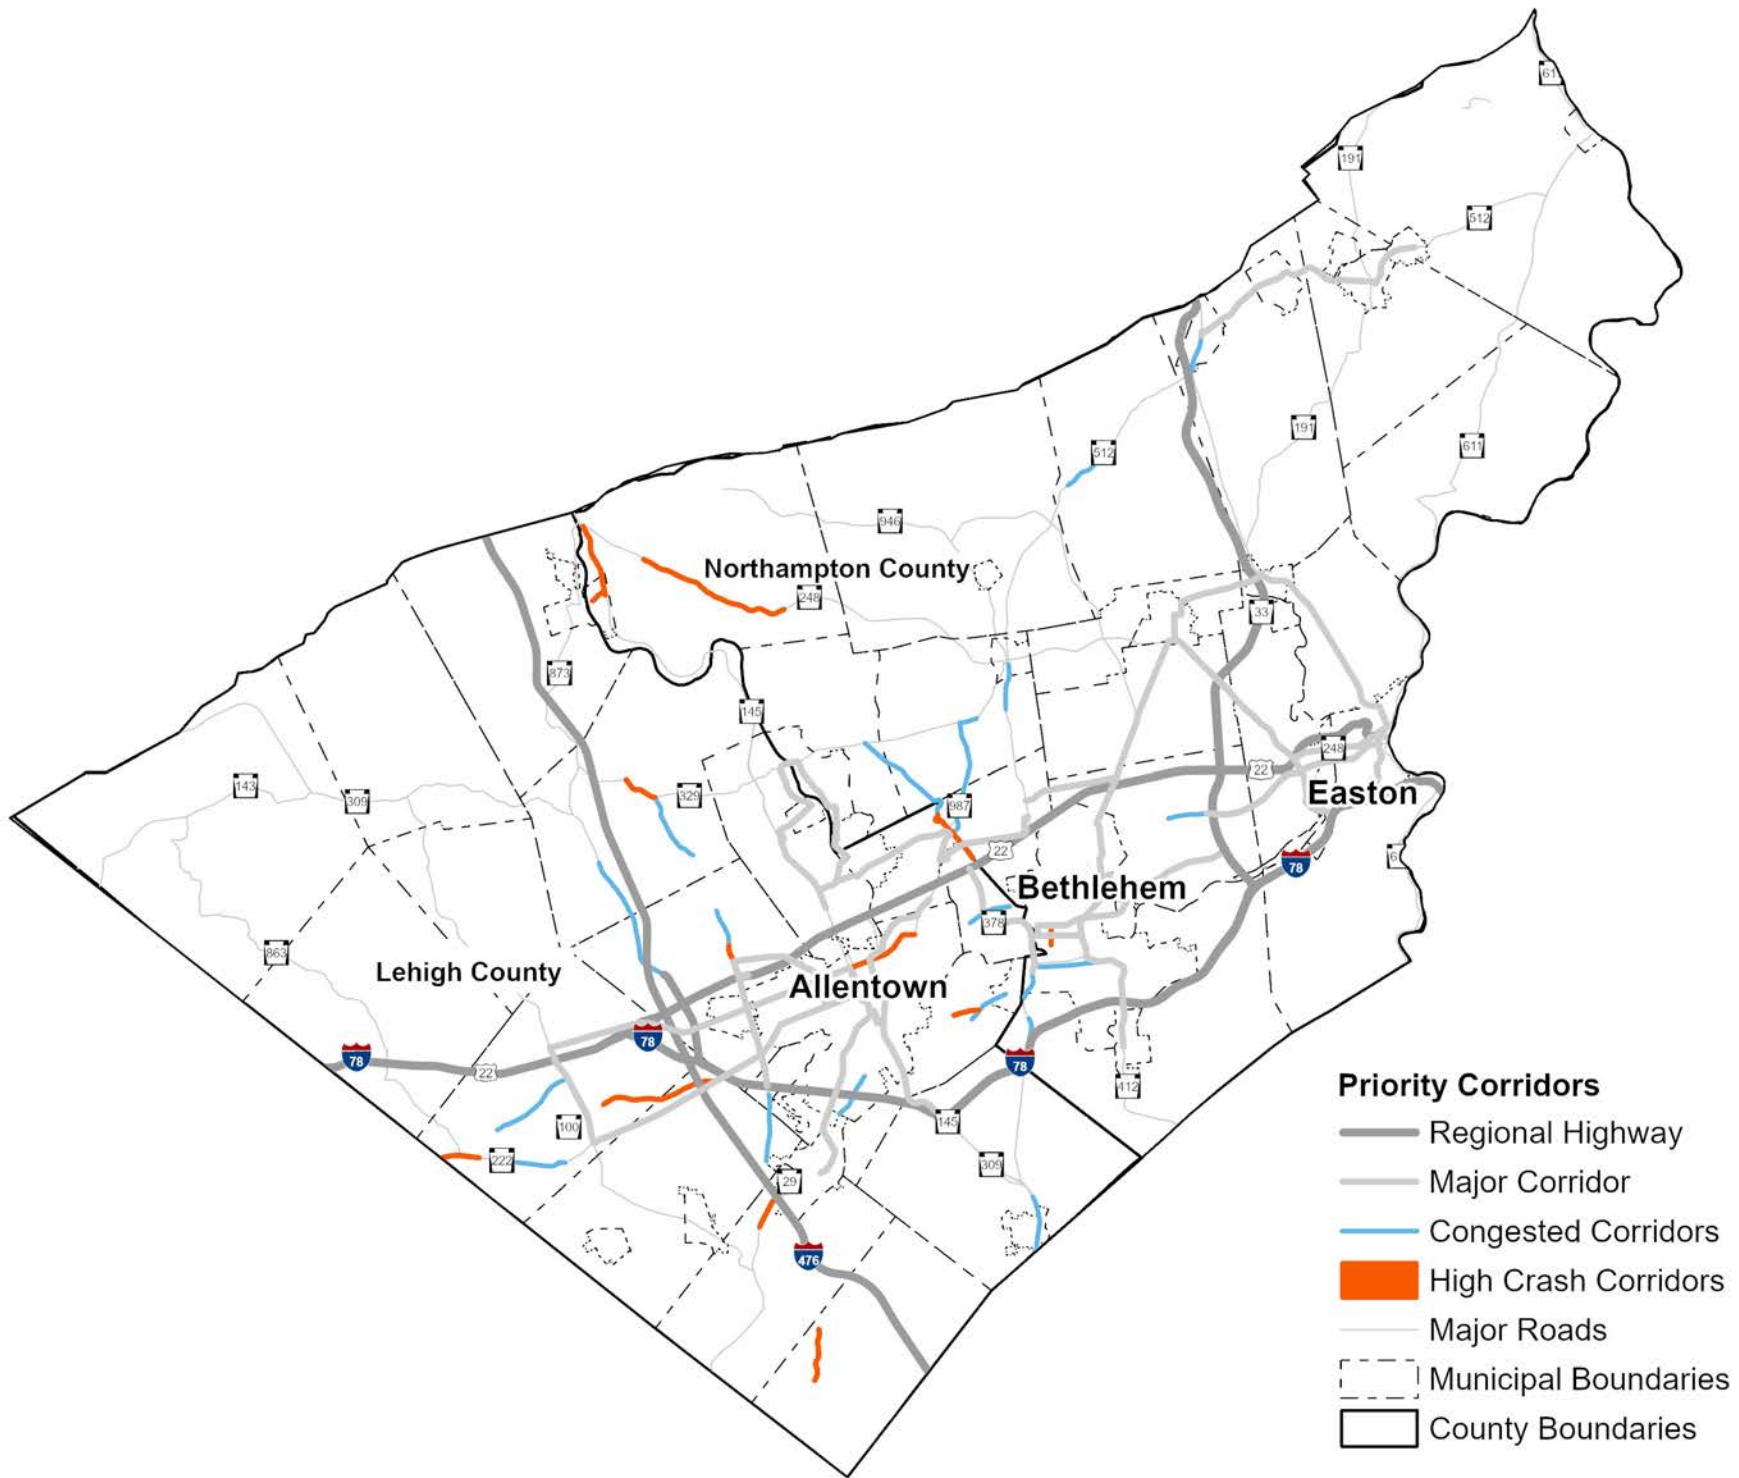 61
191
512
191
512
611
946
Northampton County
248
33
873
145
248
22
143
309
329
Easton
987
22
78
6
Bethlehem
378
863
Lehigh County
Allentown
78
78
22
78
412
100
145
222
309
29
476
Priority Corridors
Regional Highway
Major Corridor
Congested Corridors
High Crash Corridors
Major Roads
Municipal Boundaries
County Boundaries